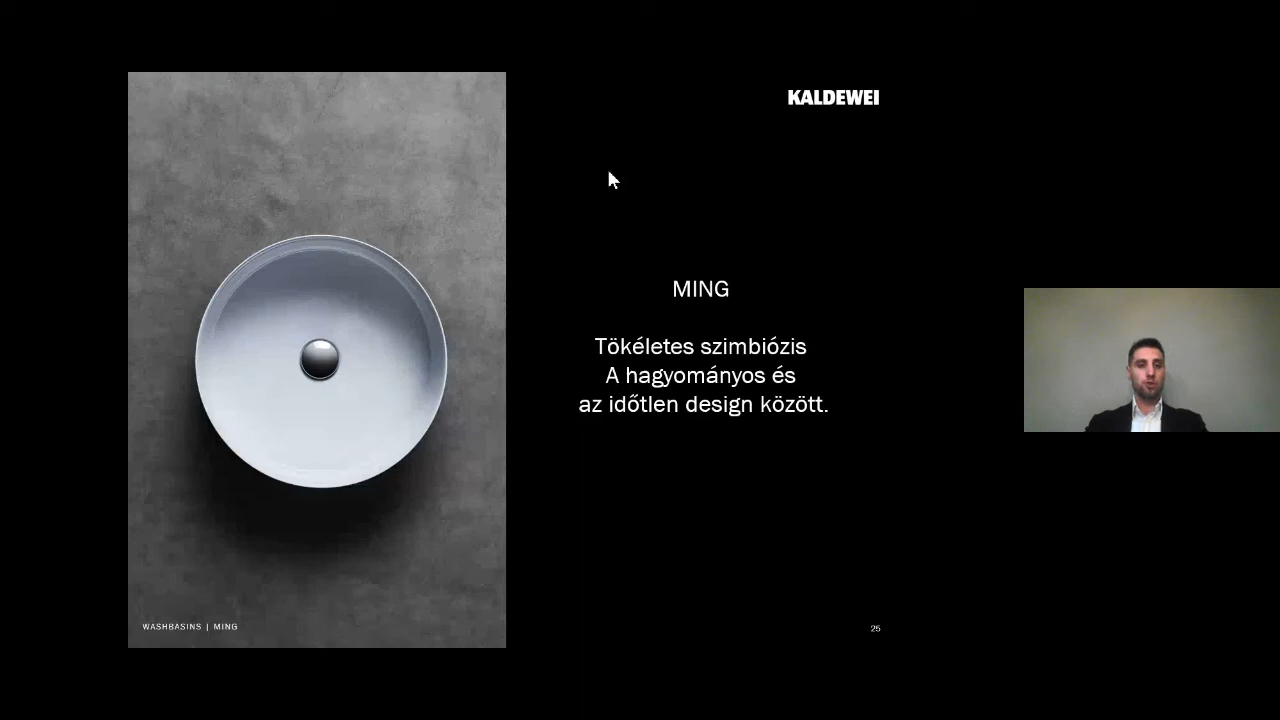 KALDEWEI
MING
Tökéletes szimbiózis
A hagyományos és
az időtlen design között.
WASHBASINS | MING
25